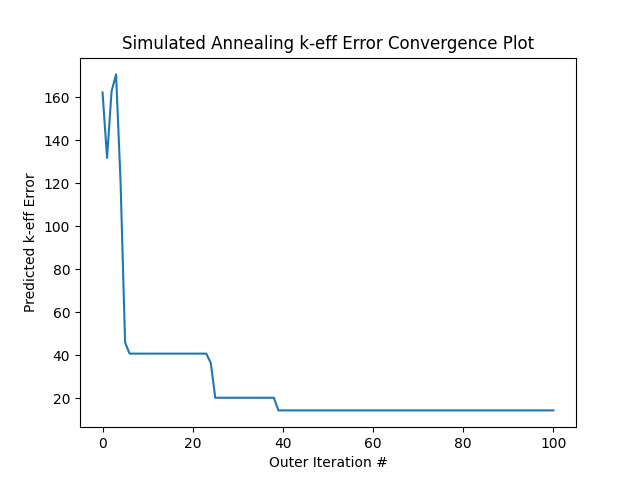 Simulated Annealing k-eff Error Convergence Plot
160
140
120
100
80
60
40
20
Predicted k-eff Error
0 20 40 60 80 100
Outer Iteration #